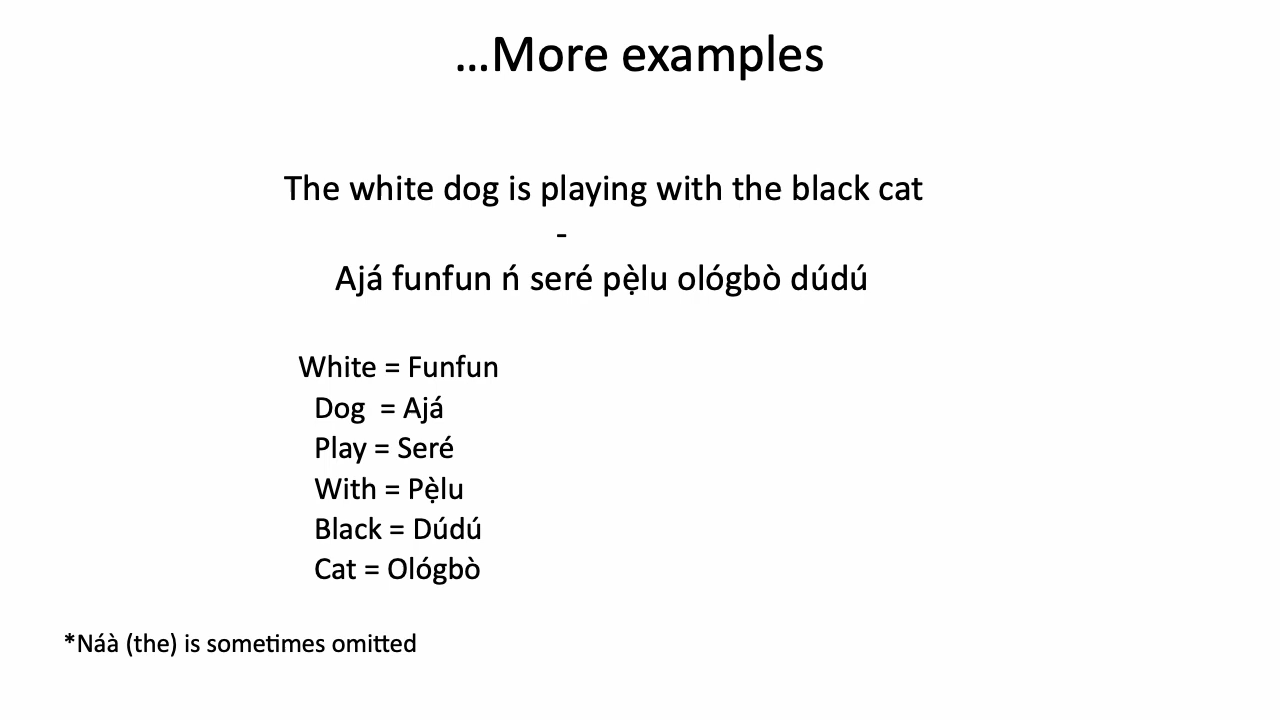 …More examples
The white dog is playing with the black cat
-
Ajá funfun ń seré pẹ̀lu ológbò dúdú
White = Funfun
Dog = Ajá
Play = Seré
With = Pẹ̀lu
Black = Dúdú
Cat = Ológbò
*Náà (the) is sometimes omitted